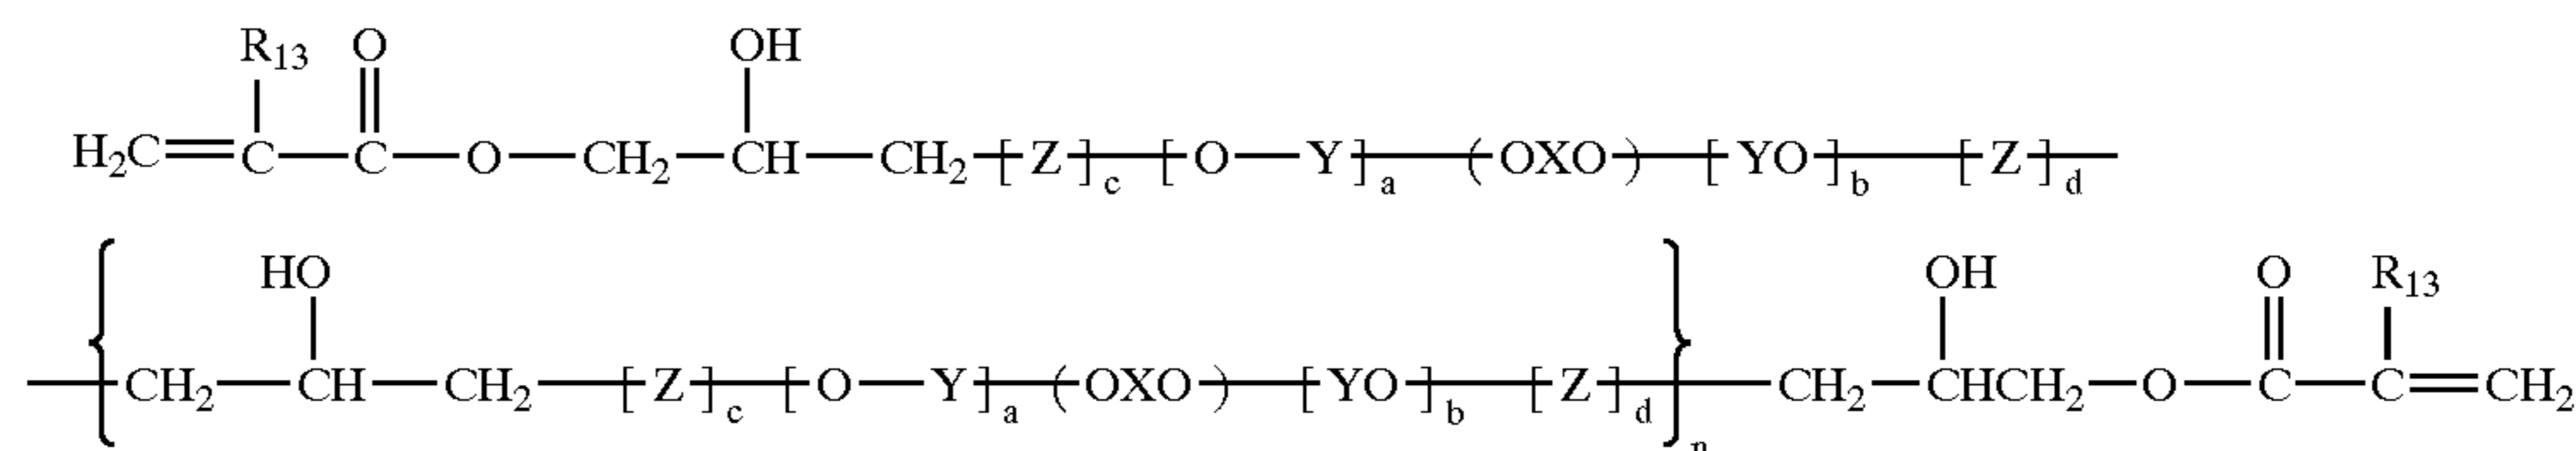 R13 O OH
H2C=C—C—O—CH2—CH—CH2—[Z]c—[O—Y]a—(OXO)—[YO]b—[Z]d—
HO OH O R13
—{CH2—CH—CH2—[Z]c—[O—Y]a—(OXO)—[YO]b—[Z]d}n—CH2—CHCH2—O—C—C=CH2